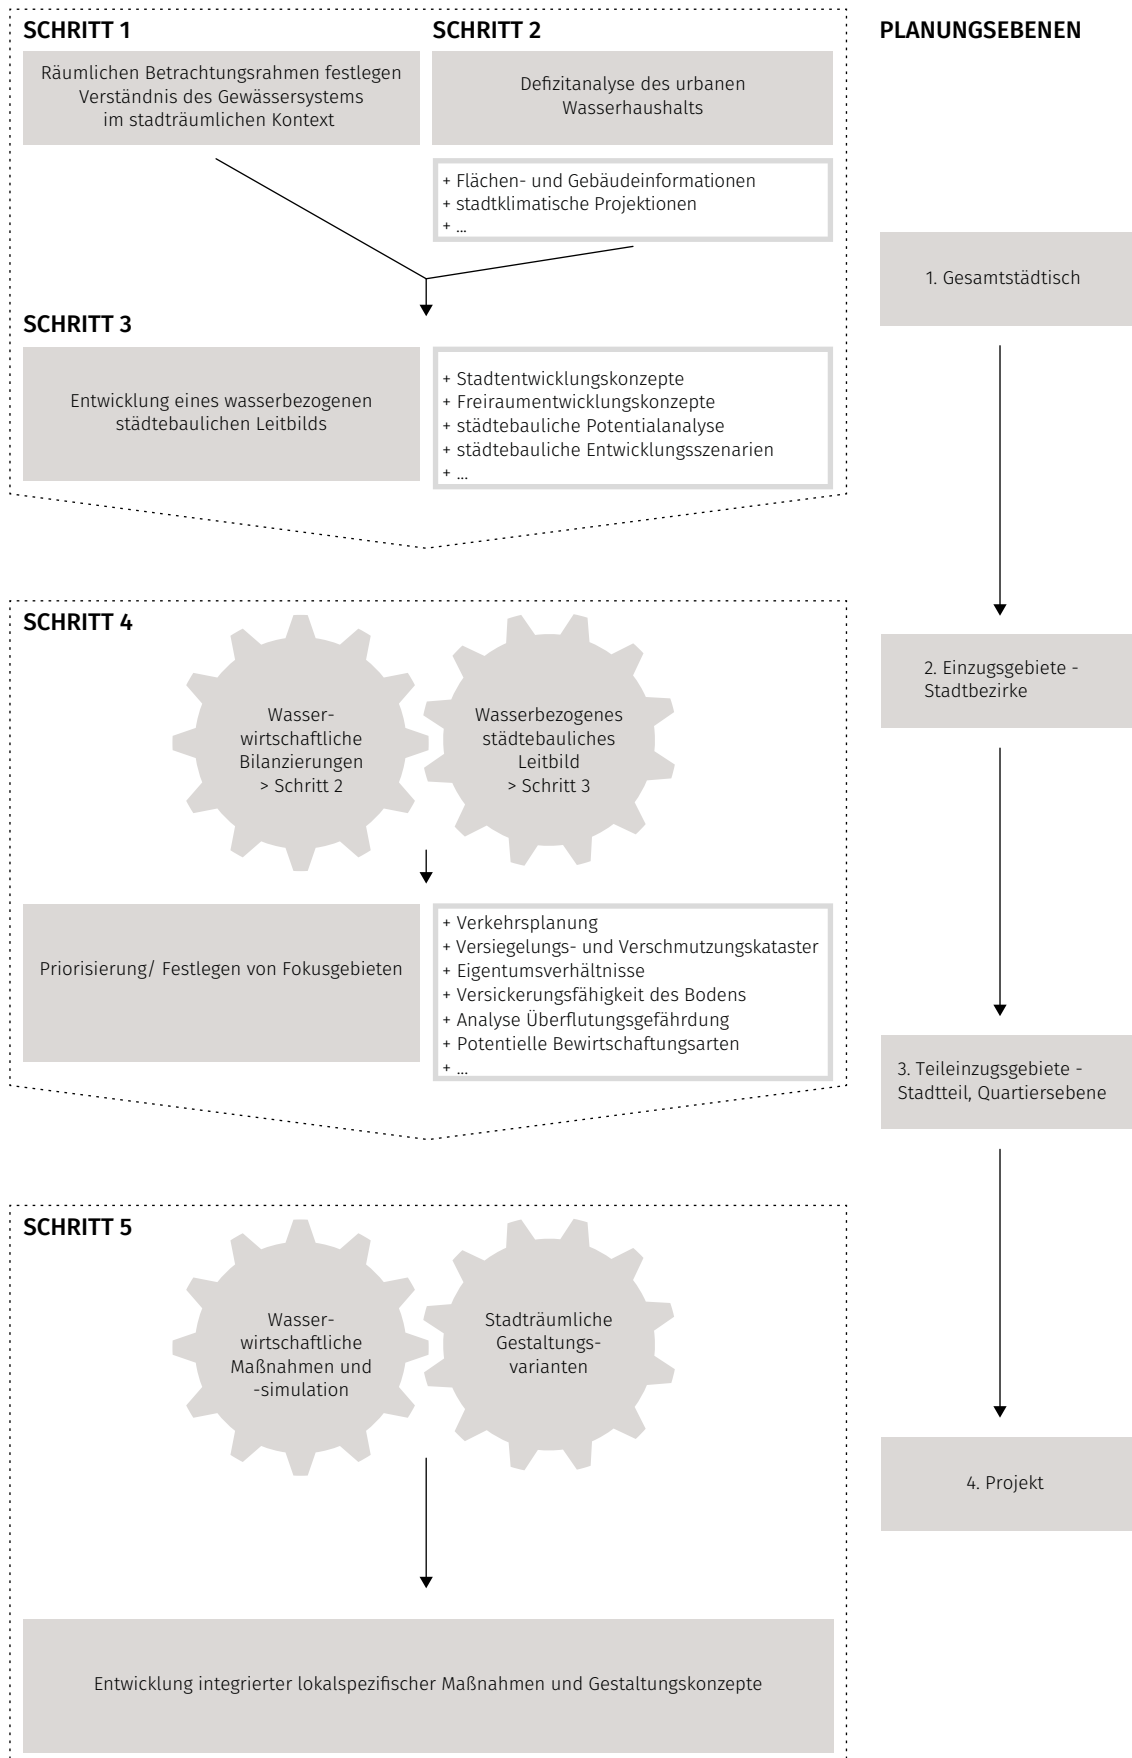 SCHRITT 1
Räumlichen Betrachtungsrahmen festlegen
Verständnis des Gewässersystems
im stadträumlichen Kontext
SCHRITT 2
Defizitanalyse des urbanen
Wasserhaushalts
+ Flächen- und Gebäudeinformationen
+ stadtklimatische Projektionen
+ ...
SCHRITT 3
Entwicklung eines wasserbezogenen
städtebaulichen Leitbilds
+ Stadtentwicklungskonzepte
+ Freiraumentwicklungskonzepte
+ städtebauliche Potentialanalyse
+ städtebauliche Entwicklungsszenarien
+ ...
SCHRITT 4
Wasser-
wirtschaftliche
Bilanzierungen
> Schritt 2
Wasserbezogenes
städtebauliches
Leitbild
> Schritt 3
Priorisierung/ Festlegen von Fokusgebieten
+ Verkehrsplanung
+ Versiegelungs- und Verschmutzungskataster
+ Eigentumsverhältnisse
+ Versickerungsfähigkeit des Bodens
+ Analyse Überflutungsgefährdung
+ Potentielle Bewirtschaftungsarten
+ ...
SCHRITT 5
Wasser-
wirtschaftliche
Maßnahmen und
-simulation
Stadträumliche
Gestaltungs-
varianten
Entwicklung integrierter lokalspezifischer Maßnahmen und Gestaltungskonzepte
PLANUNGSEBENEN
1. Gesamtstädtisch
2. Einzugsgebiete -
Stadtbezirke
3. Teileinzugsgebiete -
Stadtteil, Quartiersebene
4. Projekt